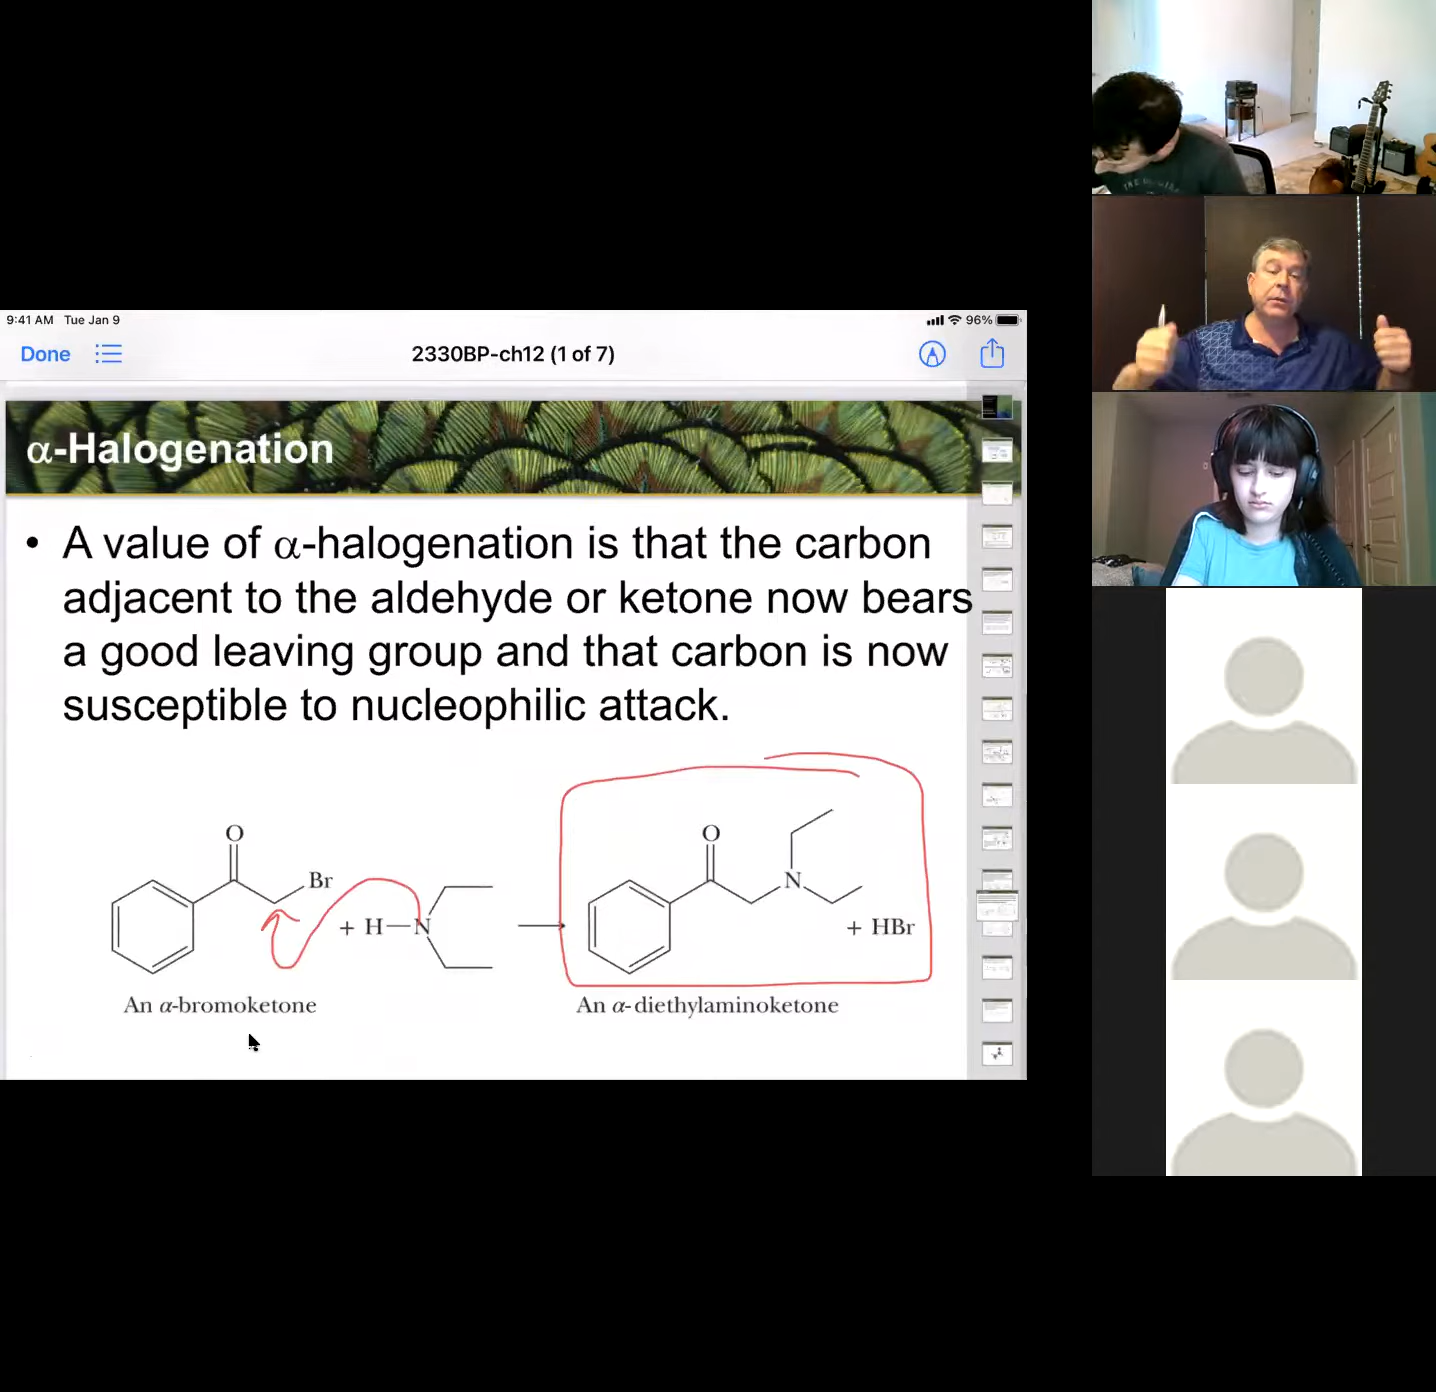 9:41 AM Tue Jan 9
96%
Done
2330BP-ch12 (1 of 7)
α-Halogenation
• A value of α-halogenation is that the carbon
adjacent to the aldehyde or ketone now bears
a good leaving group and that carbon is now
susceptible to nucleophilic attack.
O
Br
+ H—N
O
N
+ HBr
An α-bromoketone
An α-diethylaminoketone